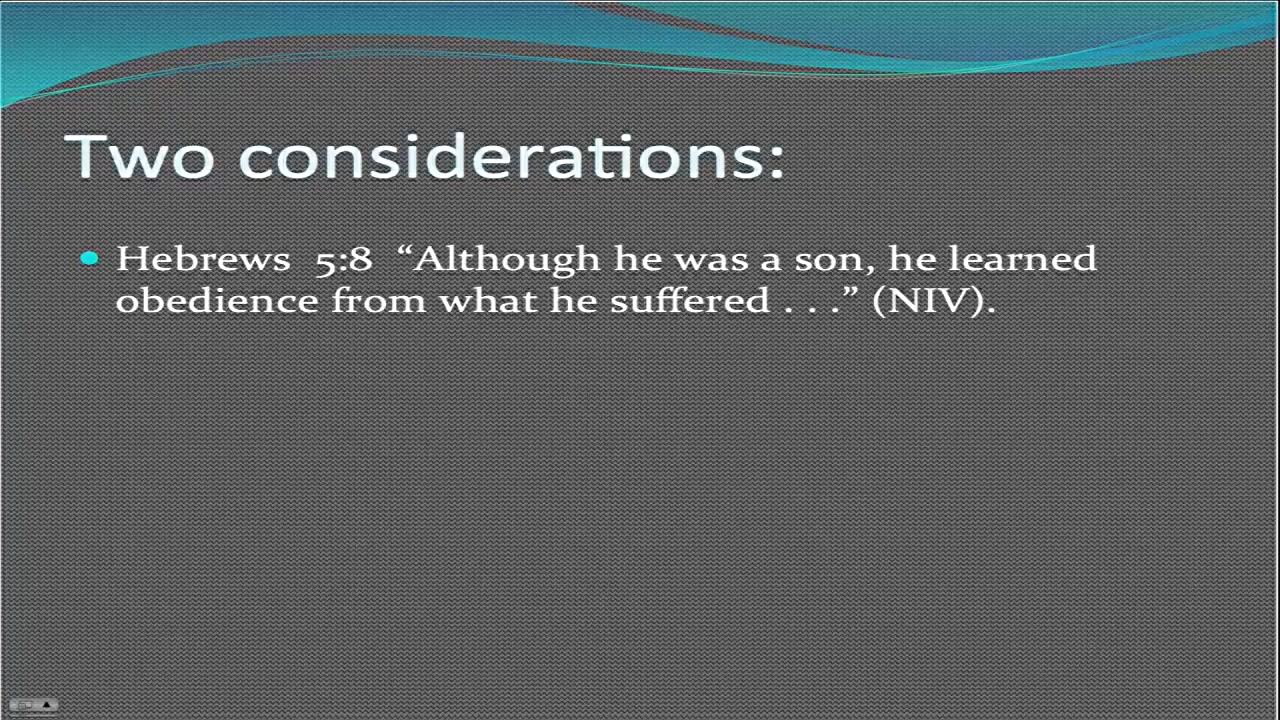 Two considerations:
Hebrews  5:8  “Although he was a son, he learned
obedience from what he suffered . . .” (NIV).